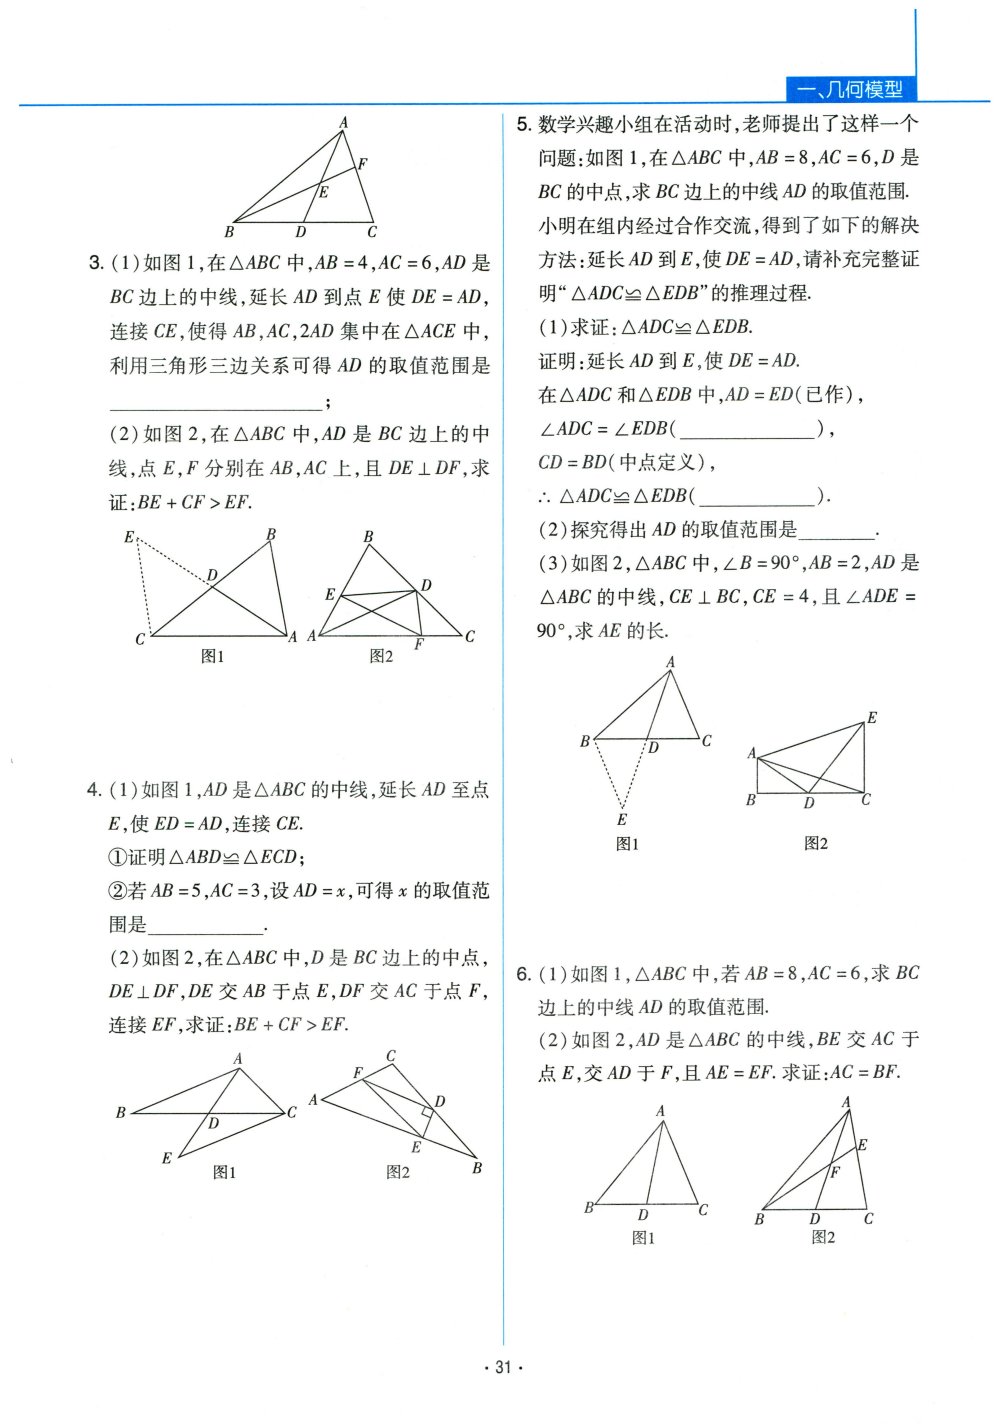 一、几何模型
A
F
E
B D C
3. (1)如图1,在△ABC中,AB=4,AC=6,AD是
BC边上的中线,延长AD到点E使DE=AD,
连接CE,使得AB,AC,2AD集中在△ACE中,
利用三角形三边关系可得AD的取值范围是
____________;
(2)如图2,在△ABC中,AD是BC边上的中
线,点E,F分别在AB,AC上,且DE⊥DF,求
证:BE+CF>EF.
E B
D
C A
图1
B
E D
A F C
图2
4. (1)如图1,AD是△ABC的中线,延长AD至点
E,使ED=AD,连接CE.
①证明△ABD≌△ECD;
②若AB=5,AC=3,设AD=x,可得x的取值范
围是____________.
(2)如图2,在△ABC中,D是BC边上的中点,
DE⊥DF,DE交AB于点E,DF交AC于点F,
连接EF,求证:BE+CF>EF.
A
B D C
E
图1
C
F
A D
E
B
图2
5. 数学兴趣小组在活动时,老师提出了这样一个
问题:如图1,在△ABC中,AB=8,AC=6,D是
BC的中点,求BC边上的中线AD的取值范围.
小明在组内经过合作交流,得到了如下的解决
方法:延长AD到E,使DE=AD,请补充完整证
明“△ADC≌△EDB”的推理过程.
(1)求证:△ADC≌△EDB.
证明:延长AD到E,使DE=AD.
在△ADC和△EDB中,AD=ED(已作),
∠ADC=∠EDB(____________),
CD=BD(中点定义),
∴△ADC≌△EDB(____________).
(2)探究得出AD的取值范围是________.
(3)如图2,△ABC中,∠B=90°,AB=2,AD是
△ABC的中线,CE⊥BC,CE=4,且∠ADE=
90°,求AE的长.
A
B D C
E
图1
E
A
B D C
图2
6. (1)如图1,△ABC中,若AB=8,AC=6,求BC
边上的中线AD的取值范围.
(2)如图2,AD是△ABC的中线,BE交AC于
点E,交AD于F,且AE=EF.求证:AC=BF.
A
B D C
图1
A
E
F
B D C
图2
·31·